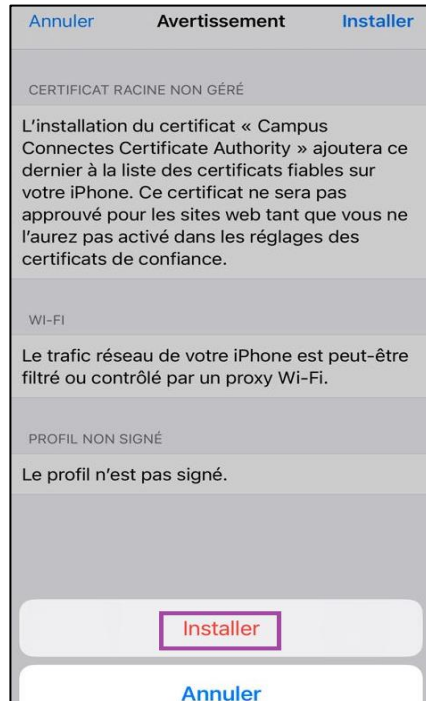 Annuler Avertissement Installer
CERTIFICAT RACINE NON GÉRÉ
L'installation du certificat « Campus
Connectes Certificate Authority » ajoutera ce
dernier à la liste des certificats fiables sur
votre iPhone. Ce certificat ne sera pas
approuvé pour les sites web tant que vous ne
l'aurez pas activé dans les réglages des
certificats de confiance.
WI-FI
Le trafic réseau de votre iPhone est peut-être
filtré ou contrôlé par un proxy Wi-Fi.
PROFIL NON SIGNÉ
Le profil n'est pas signé.
Installer
Annuler